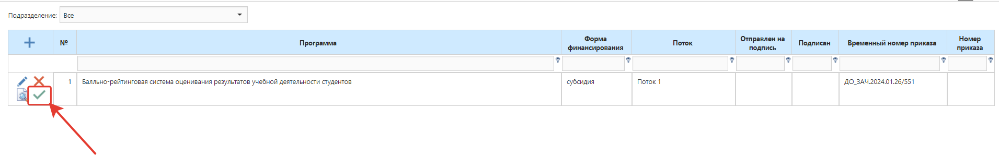 Подразделение: Все
№ Программа Форма финансирования Поток Отправлен на подпись Подписан Временный номер приказа Номер приказа
1 Балльно-рейтинговая система оценивания результатов учебной деятельности студентов субсидия Поток 1 ДО_ЗАЧ.2024.01.26/551